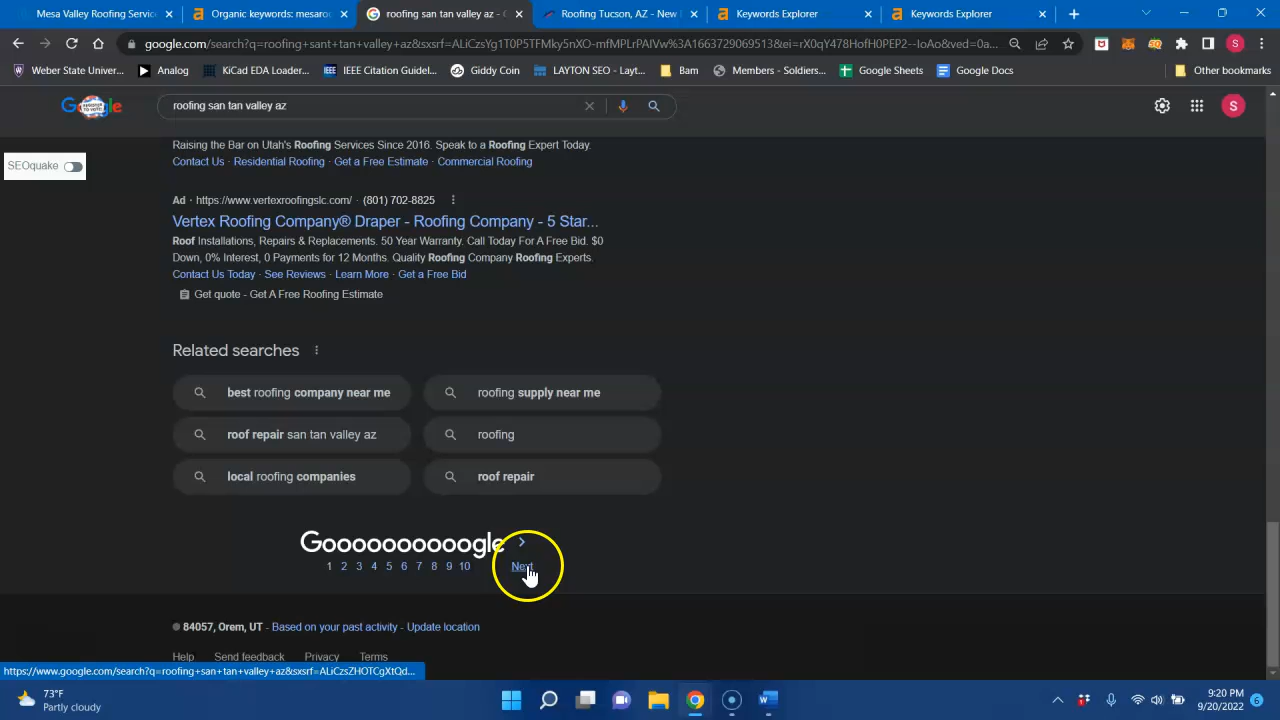 Mesa Valley Roofing Service
Organic keywords: mesaroo
roofing san tan valley az - G
Roofing Tucson, AZ - New
Keywords Explorer
Keywords Explorer
google.com/search?q=roofing+sant+tan+valley+az&sxsrf=ALiCzsYg1T0P5TFMky5nXO-mfMPLrPAIVw%3A1663729069513&ei=rX0qY478HofH0PEP2--IoAo&ved=0a...
Weber State Universi...
Analog
KiCad EDA Loader...
IEEE Citation Guidel...
Giddy Coin
LAYTON SEO - Layt...
Bam
Members - Soldiers...
Google Sheets
Google Docs
Other bookmarks
roofing san tan valley az
S
SEOquake
Raising the Bar on Utah's Roofing Services Since 2016. Speak to a Roofing Expert Today.
Contact Us · Residential Roofing · Get a Free Estimate · Commercial Roofing
Ad · https://www.vertexroofingslc.com/ · (801) 702-8825
Vertex Roofing Company® Draper - Roofing Company - 5 Star...
Roof Installations, Repairs & Replacements. 50 Year Warranty. Call Today For A Free Bid. $0
Down, 0% Interest, 0 Payments for 12 Months. Quality Roofing Company Roofing Experts.
Contact Us Today · See Reviews · Learn More · Get a Free Bid
Get quote - Get A Free Roofing Estimate
Related searches
best roofing company near me
roofing supply near me
roof repair san tan valley az
roofing
local roofing companies
roof repair
Goooooooooogle >
1 2 3 4 5 6 7 8 9 10 Next
84057, Orem, UT - Based on your past activity - Update location
Help Send feedback Privacy Terms
https://www.google.com/search?q=roofing+san+tan+valley+az&sxsrf=ALiCzsZHOTCgXtQd...
73°F
Partly cloudy
9:20 PM
9/20/2022
6